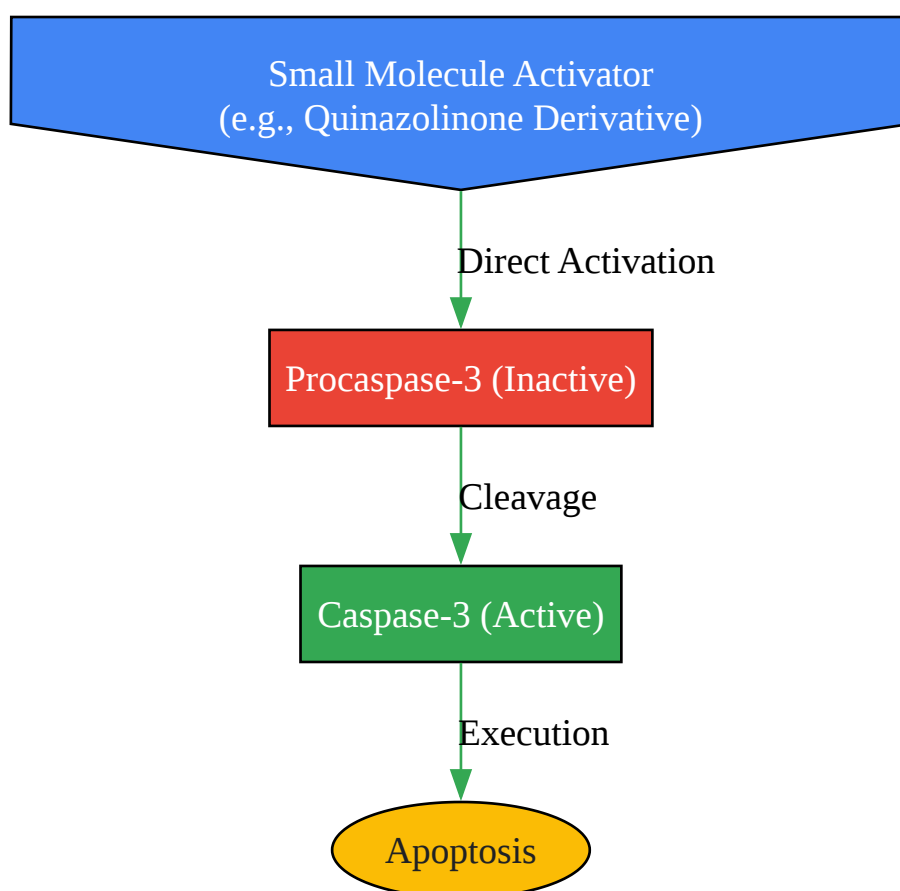 Small Molecule Activator
(e.g., Quinazolinone Derivative)
Direct Activation
Procaspase-3 (Inactive)
Cleavage
Caspase-3 (Active)
Execution
Apoptosis